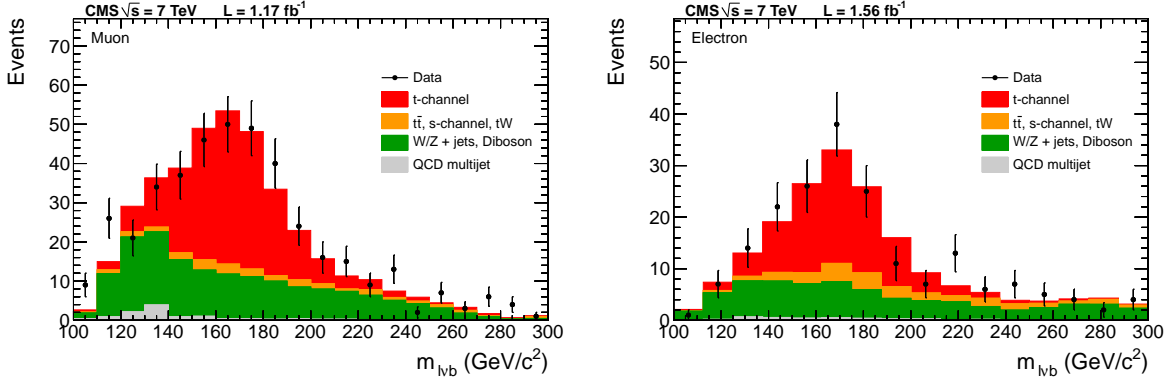 CMS √s = 7 TeV L = 1.17 fb⁻¹
Muon
Events
70
60
50
40
30
20
10
0
Data
t-channel
tt̄, s-channel, tW
W/Z + jets, Diboson
QCD multijet
100 120 140 160 180 200 220 240 260 280 300
m_lνb (GeV/c²)
CMS √s = 7 TeV L = 1.56 fb⁻¹
Electron
Events
50
40
30
20
10
0
Data
t-channel
tt̄, s-channel, tW
W/Z + jets, Diboson
QCD multijet
100 120 140 160 180 200 220 240 260 280 300
m_lνb (GeV/c²)